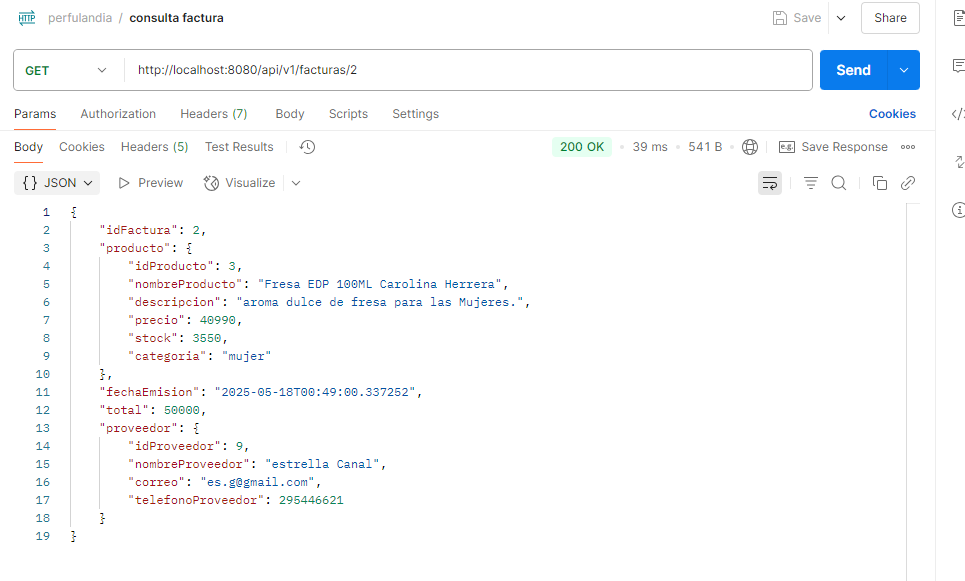 HTTP perfulandia / consulta factura Save Share
GET http://localhost:8080/api/v1/facturas/2 Send
Params Authorization Headers (7) Body Scripts Settings Cookies
Body Cookies Headers (5) Test Results 200 OK • 39 ms • 541 B • e.g. Save Response
{} JSON Preview Visualize
1 {
2 "idFactura": 2,
3 "producto": {
4 "idProducto": 3,
5 "nombreProducto": "Fresa EDP 100ML Carolina Herrera",
6 "descripcion": "aroma dulce de fresa para las Mujeres.",
7 "precio": 40990,
8 "stock": 3550,
9 "categoria": "mujer"
10 },
11 "fechaEmision": "2025-05-18T00:49:00.337252",
12 "total": 50000,
13 "proveedor": {
14 "idProveedor": 9,
15 "nombreProveedor": "estrella Canal",
16 "correo": "es.g@gmail.com",
17 "telefonoProveedor": 295446621
18 }
19 }